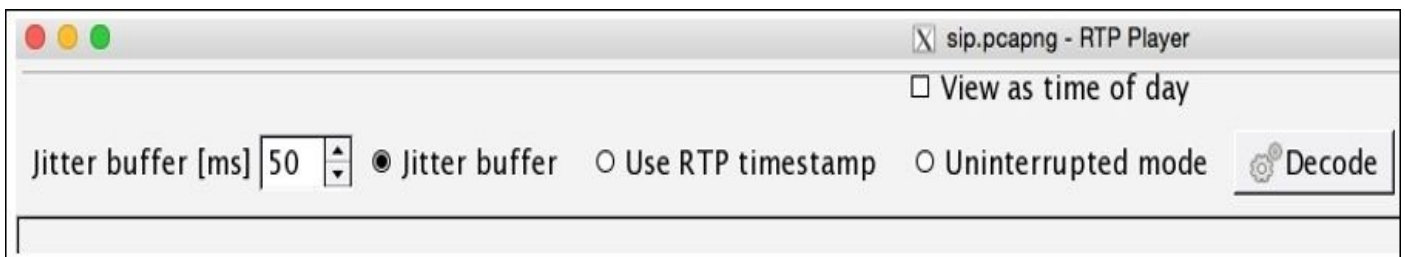 sip.pcapng - RTP Player
View as time of day
Jitter buffer [ms] 50 Jitter buffer Use RTP timestamp Uninterrupted mode Decode